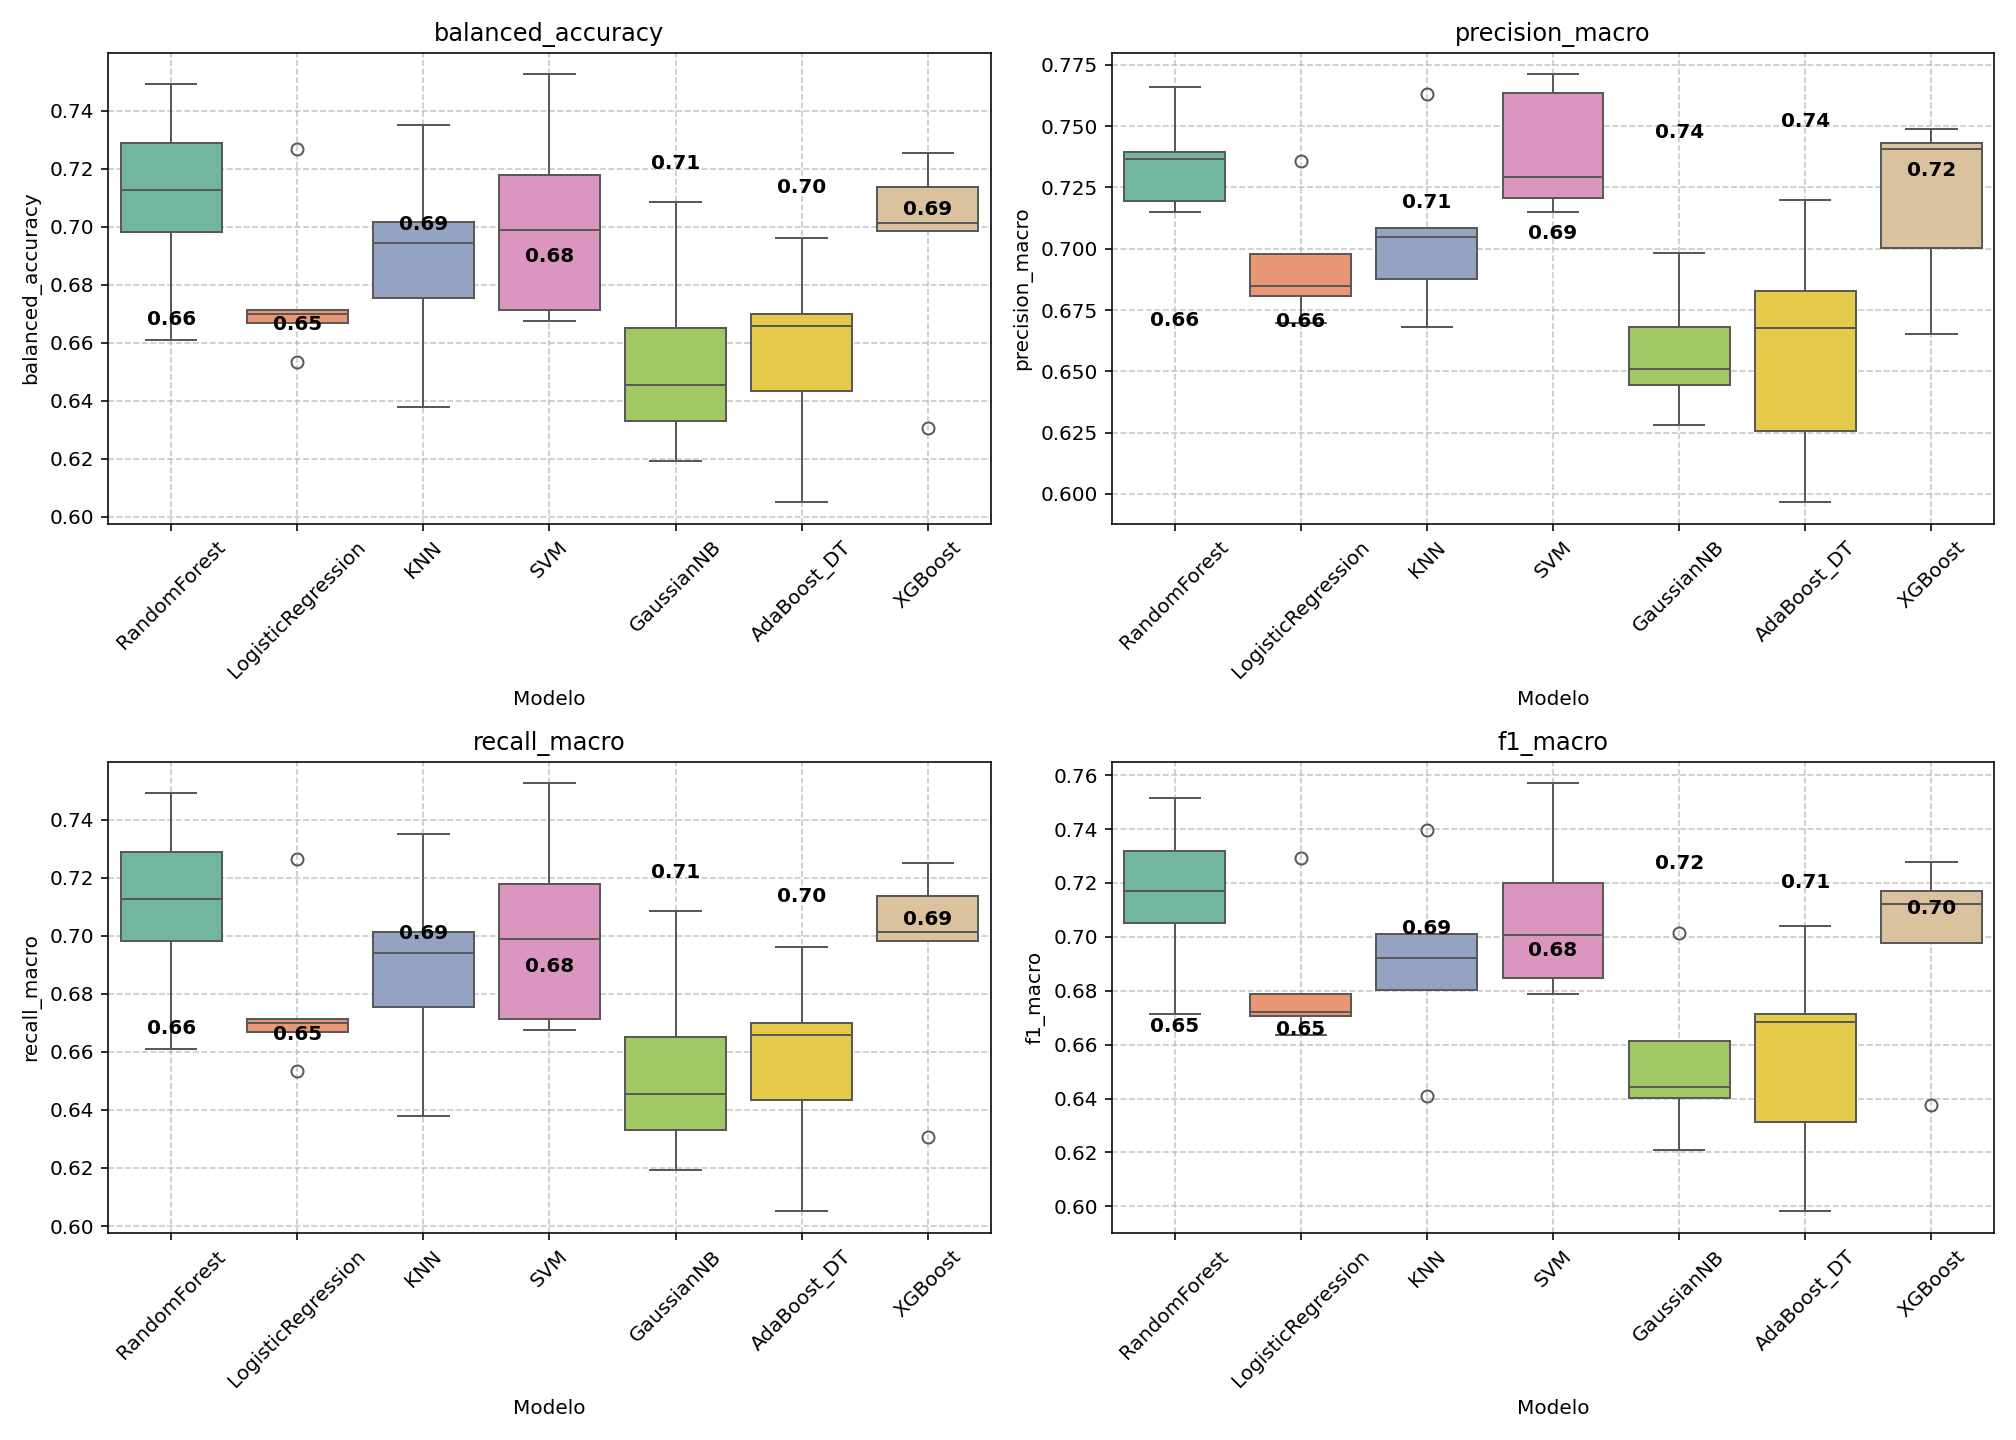 balanced_accuracy
balanced_accuracy
0.74
0.72
0.70
0.68
0.66
0.64
0.62
0.60
0.66
0.65
0.69
0.68
0.71
0.70
0.69
RandomForest
LogisticRegression
KNN
SVM
GaussianNB
AdaBoost_DT
XGBoost
Modelo
precision_macro
precision_macro
0.775
0.750
0.725
0.700
0.675
0.650
0.625
0.600
0.66
0.66
0.71
0.69
0.74
0.74
0.72
RandomForest
LogisticRegression
KNN
SVM
GaussianNB
AdaBoost_DT
XGBoost
Modelo
recall_macro
recall_macro
0.74
0.72
0.70
0.68
0.66
0.64
0.62
0.60
0.66
0.65
0.69
0.68
0.71
0.70
0.69
RandomForest
LogisticRegression
KNN
SVM
GaussianNB
AdaBoost_DT
XGBoost
Modelo
f1_macro
f1_macro
0.76
0.74
0.72
0.70
0.68
0.66
0.64
0.62
0.60
0.65
0.65
0.69
0.68
0.72
0.71
0.70
RandomForest
LogisticRegression
KNN
SVM
GaussianNB
AdaBoost_DT
XGBoost
Modelo